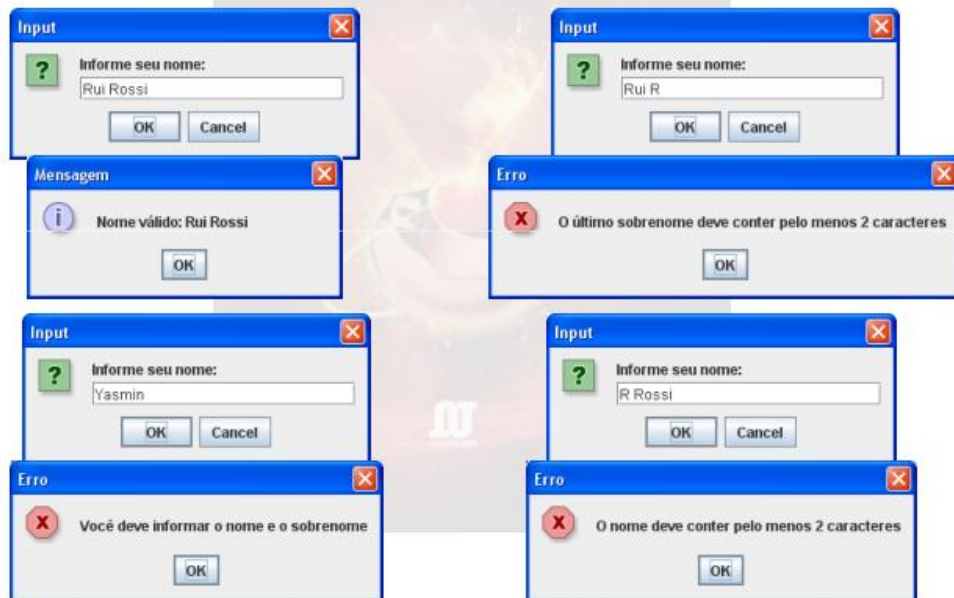 Input
Informe seu nome:
Rui Rossi
OK Cancel
Mensagem
Nome válido: Rui Rossi
OK
Input
Informe seu nome:
Rui R
OK Cancel
Erro
O último sobrenome deve conter pelo menos 2 caracteres
OK
Input
Informe seu nome:
Yasmin
OK Cancel
Erro
Você deve informar o nome e o sobrenome
OK
Input
Informe seu nome:
R Rossi
OK Cancel
Erro
O nome deve conter pelo menos 2 caracteres
OK